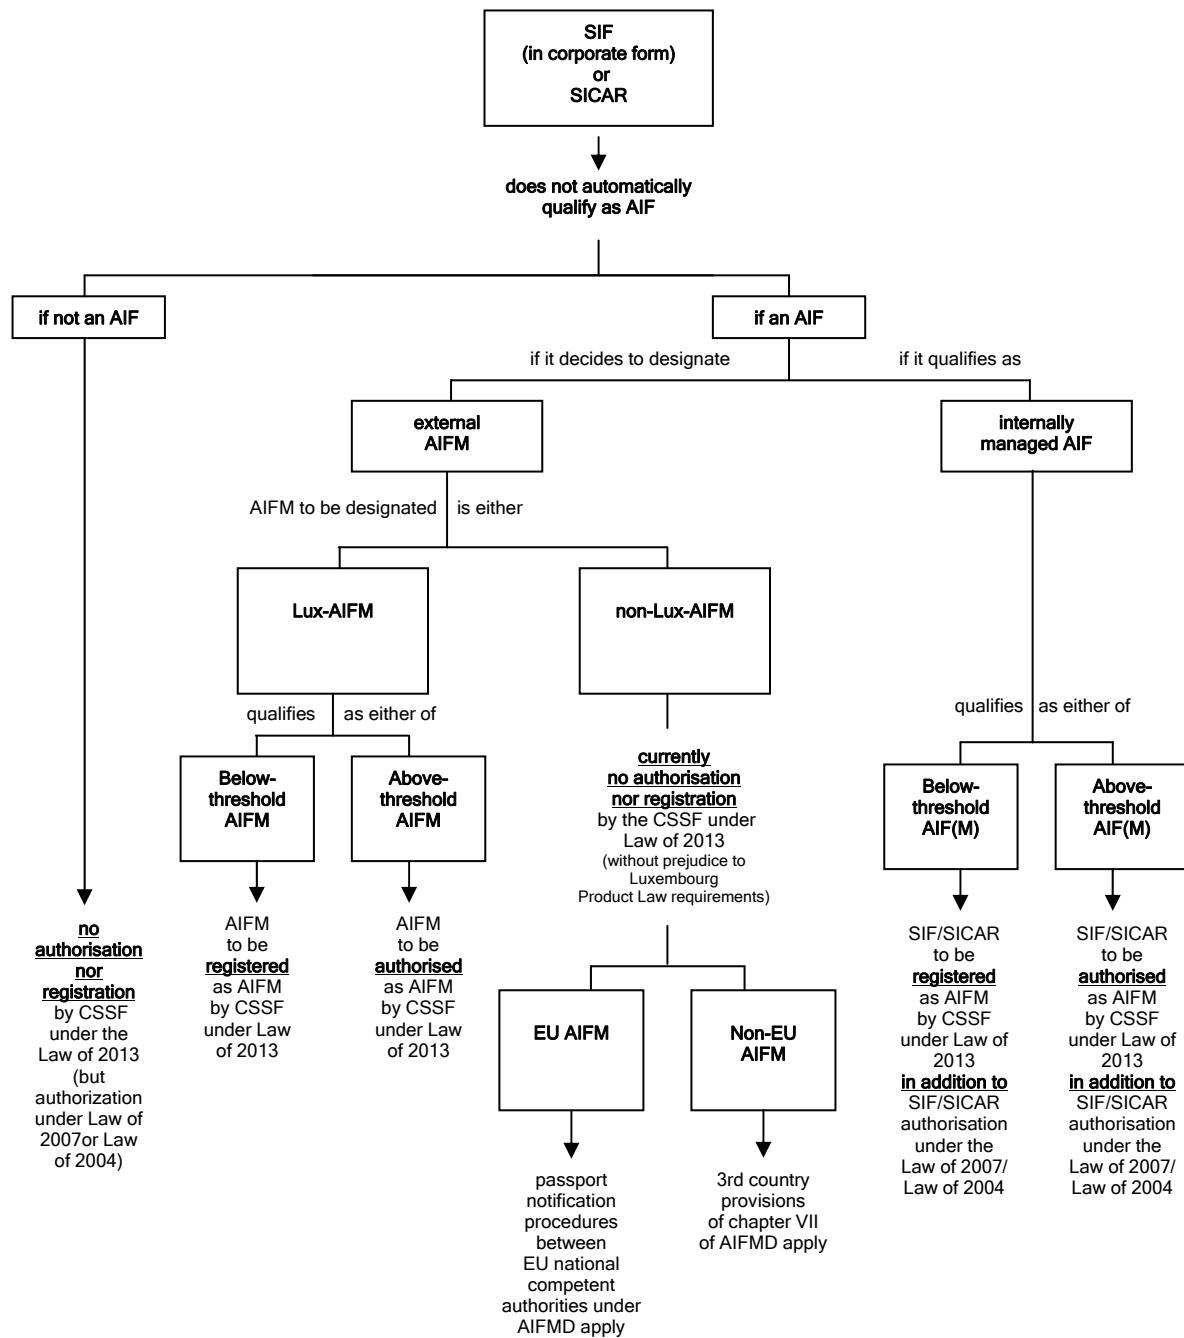 SIF
(in corporate form)
or
SICAR
does not automatically
qualify as AIF
if not an AIF
if an AIF
if it decides to designate
if it qualifies as
external
AIFM
internally
managed AIF
AIFM to be designated
is either
Lux-AIFM
non-Lux-AIFM
qualifies
as either of
qualifies
as either of
Below-
threshold
AIFM
Above-
threshold
AIFM
currently
no authorisation
nor registration
by the CSSF under
Law of 2013
(without prejudice to
Luxembourg
Product Law requirements)
Below-
threshold
AIF(M)
Above-
threshold
AIF(M)
no
authorisation
nor
registration
by CSSF
under the
Law of 2013
(but
authorization
under Law of
2007or Law
of 2004)
AIFM
to be
registered
as AIFM
by CSSF
under Law
of 2013
AIFM
to be
authorised
as AIFM
by CSSF
under Law
of 2013
EU AIFM
Non-EU
AIFM
passport
notification
procedures
between
EU national
competent
authorities under
AIFMD apply
3rd country
provisions
of chapter VII
of AIFMD apply
SIF/SICAR
to be
registered
as AIFM
by CSSF
under Law of
2013
in addition to
SIF/SICAR
authorisation
under the
Law of 2007/
Law of 2004
SIF/SICAR
to be
authorised
as AIFM
by CSSF
under Law of
2013
in addition to
SIF/SICAR
authorisation
under the
Law of 2007/
Law of 2004